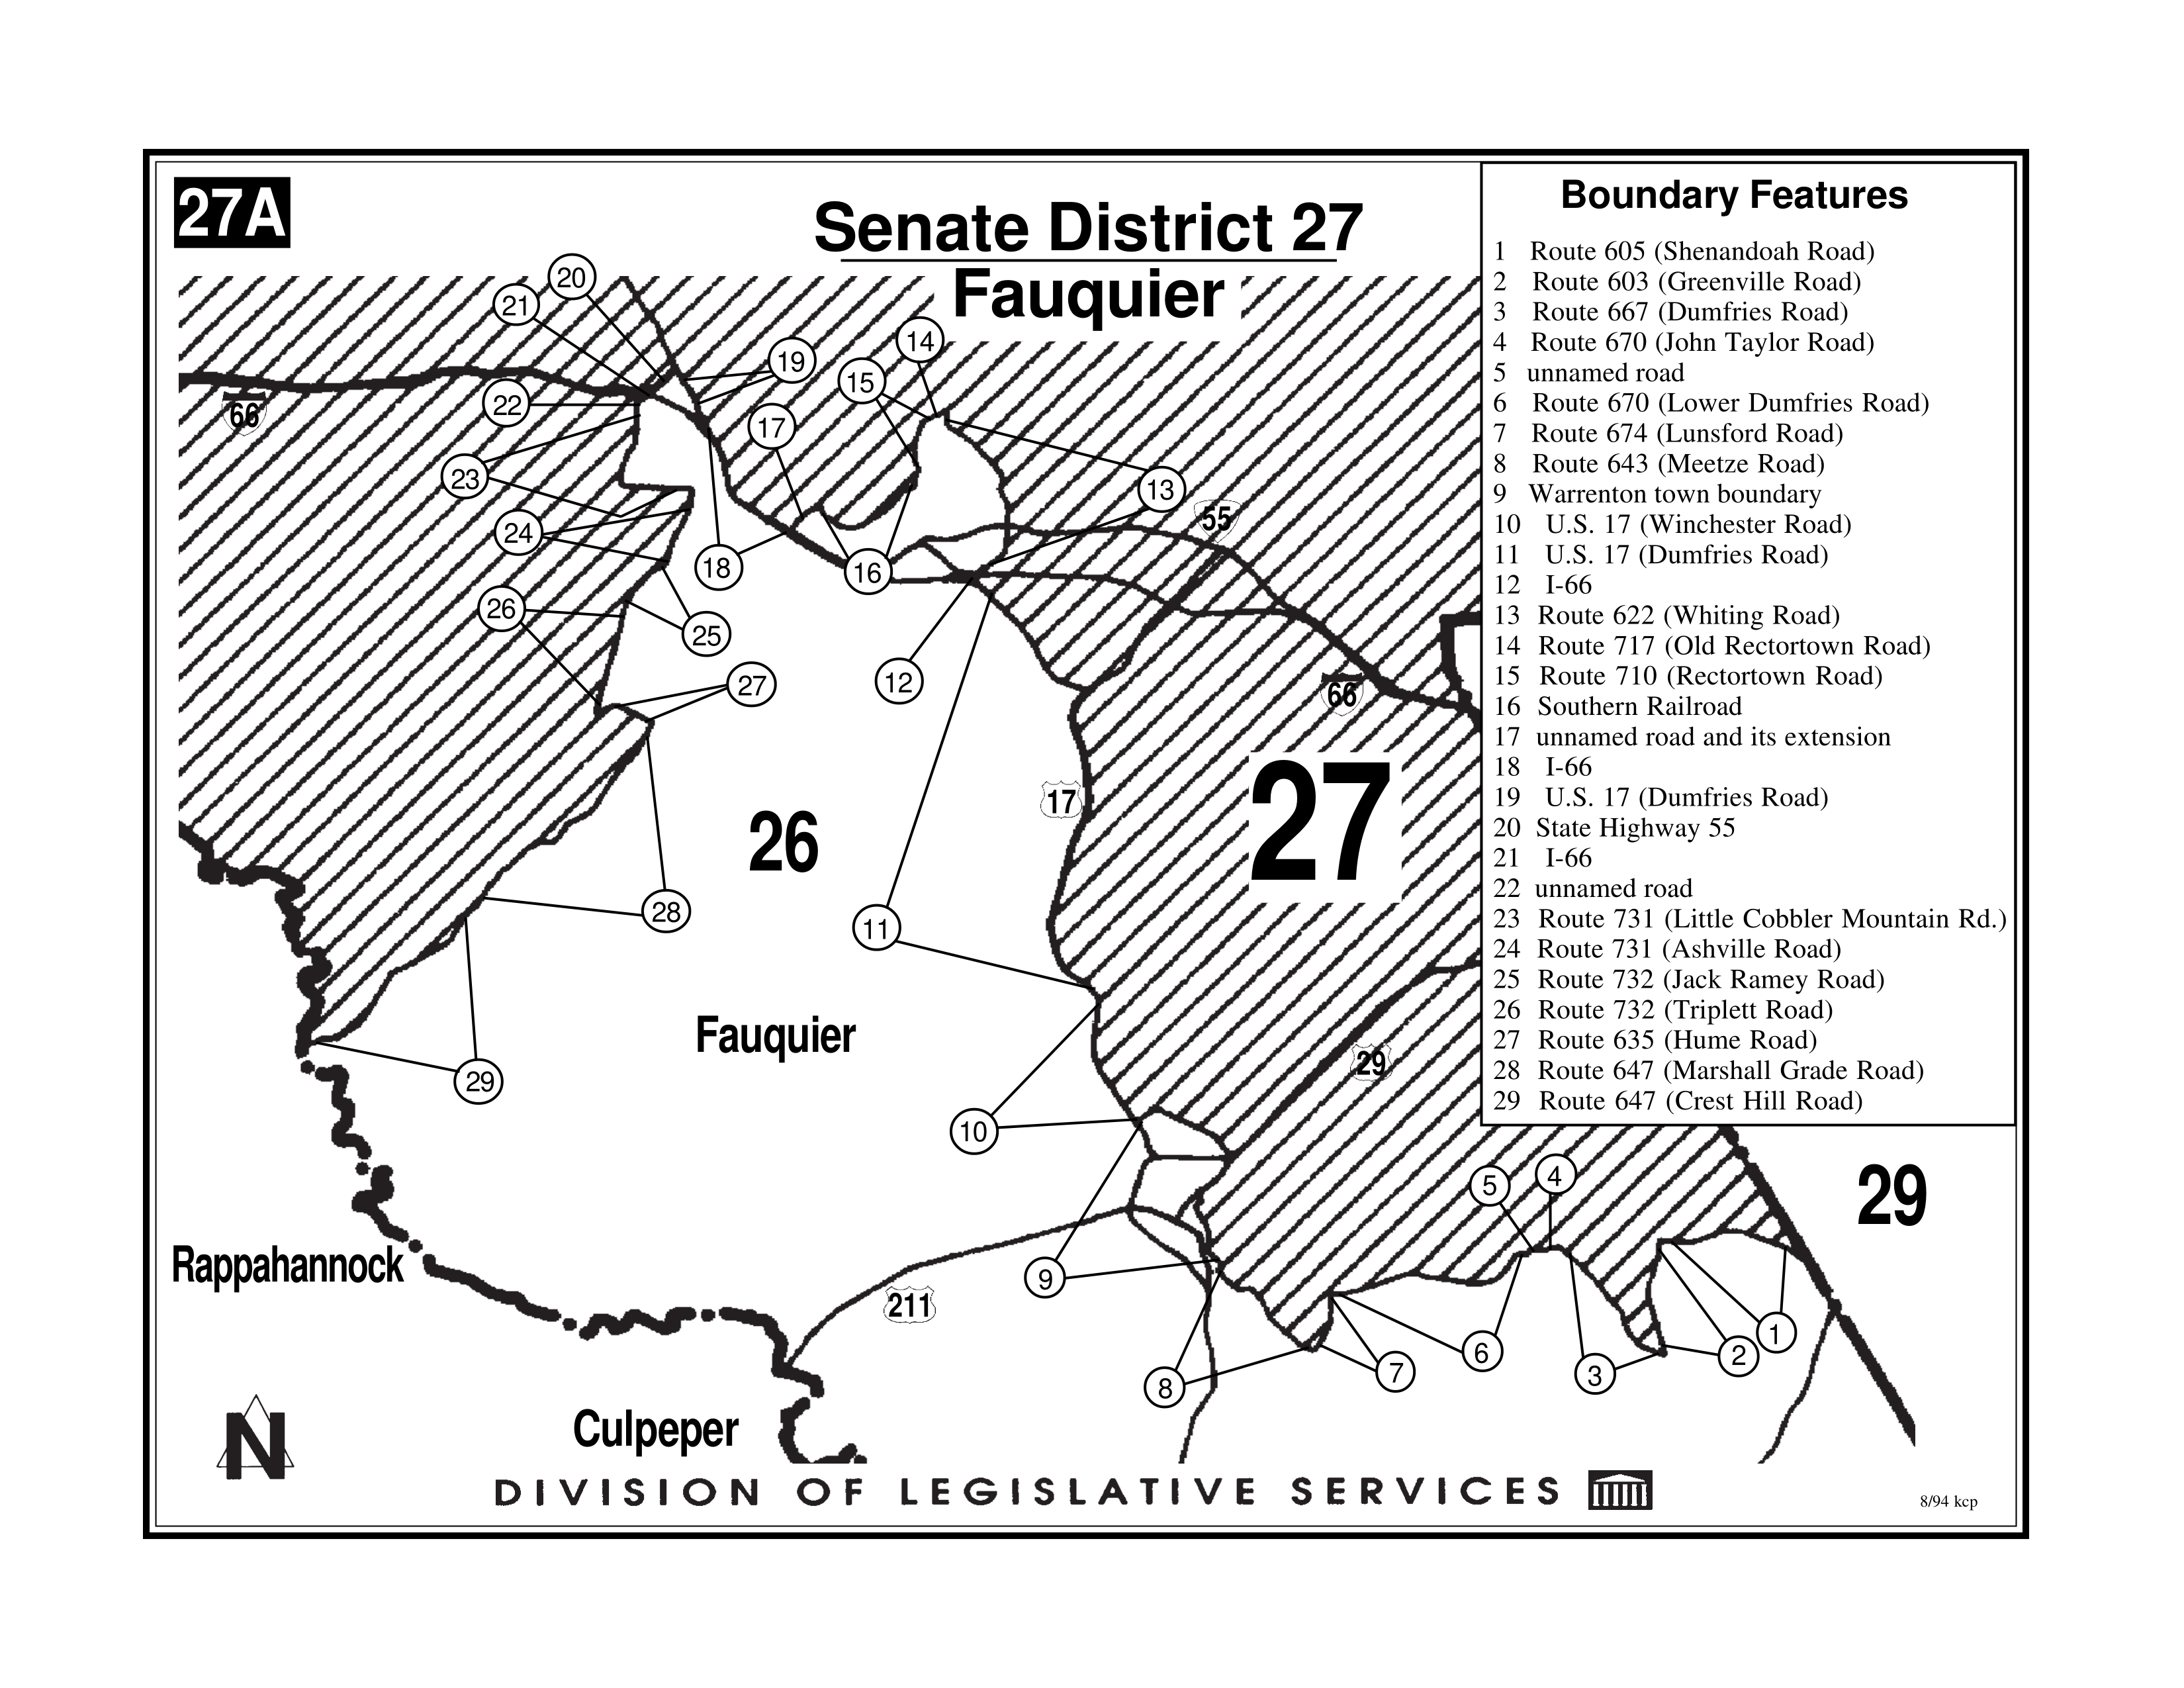 27A
Senate District 27
Fauquier
Boundary Features
1 Route 605 (Shenandoah Road)
2 Route 603 (Greenville Road)
3 Route 667 (Dumfries Road)
4 Route 670 (John Taylor Road)
5 unnamed road
6 Route 670 (Lower Dumfries Road)
7 Route 674 (Lunsford Road)
8 Route 643 (Meetze Road)
9 Warrenton town boundary
10 U.S. 17 (Winchester Road)
11 U.S. 17 (Dumfries Road)
12 I-66
13 Route 622 (Whiting Road)
14 Route 717 (Old Rectortown Road)
15 Route 710 (Rectortown Road)
16 Southern Railroad
17 unnamed road and its extension
18 I-66
19 U.S. 17 (Dumfries Road)
20 State Highway 55
21 I-66
22 unnamed road
23 Route 731 (Little Cobbler Mountain Rd.)
24 Route 731 (Ashville Road)
25 Route 732 (Jack Ramey Road)
26 Route 732 (Triplett Road)
27 Route 635 (Hume Road)
28 Route 647 (Marshall Grade Road)
29 Route 647 (Crest Hill Road)
20
21
14
19
15
66
22
17
23
13
55
24
18
16
26
25
27
12
66
17
27
26
28
11
Fauquier
29
29
10
5
4
29
Rappahannock
9
211
1
6
2
7
3
8
N
Culpeper
DIVISION OF LEGISLATIVE SERVICES
8/94 kcp